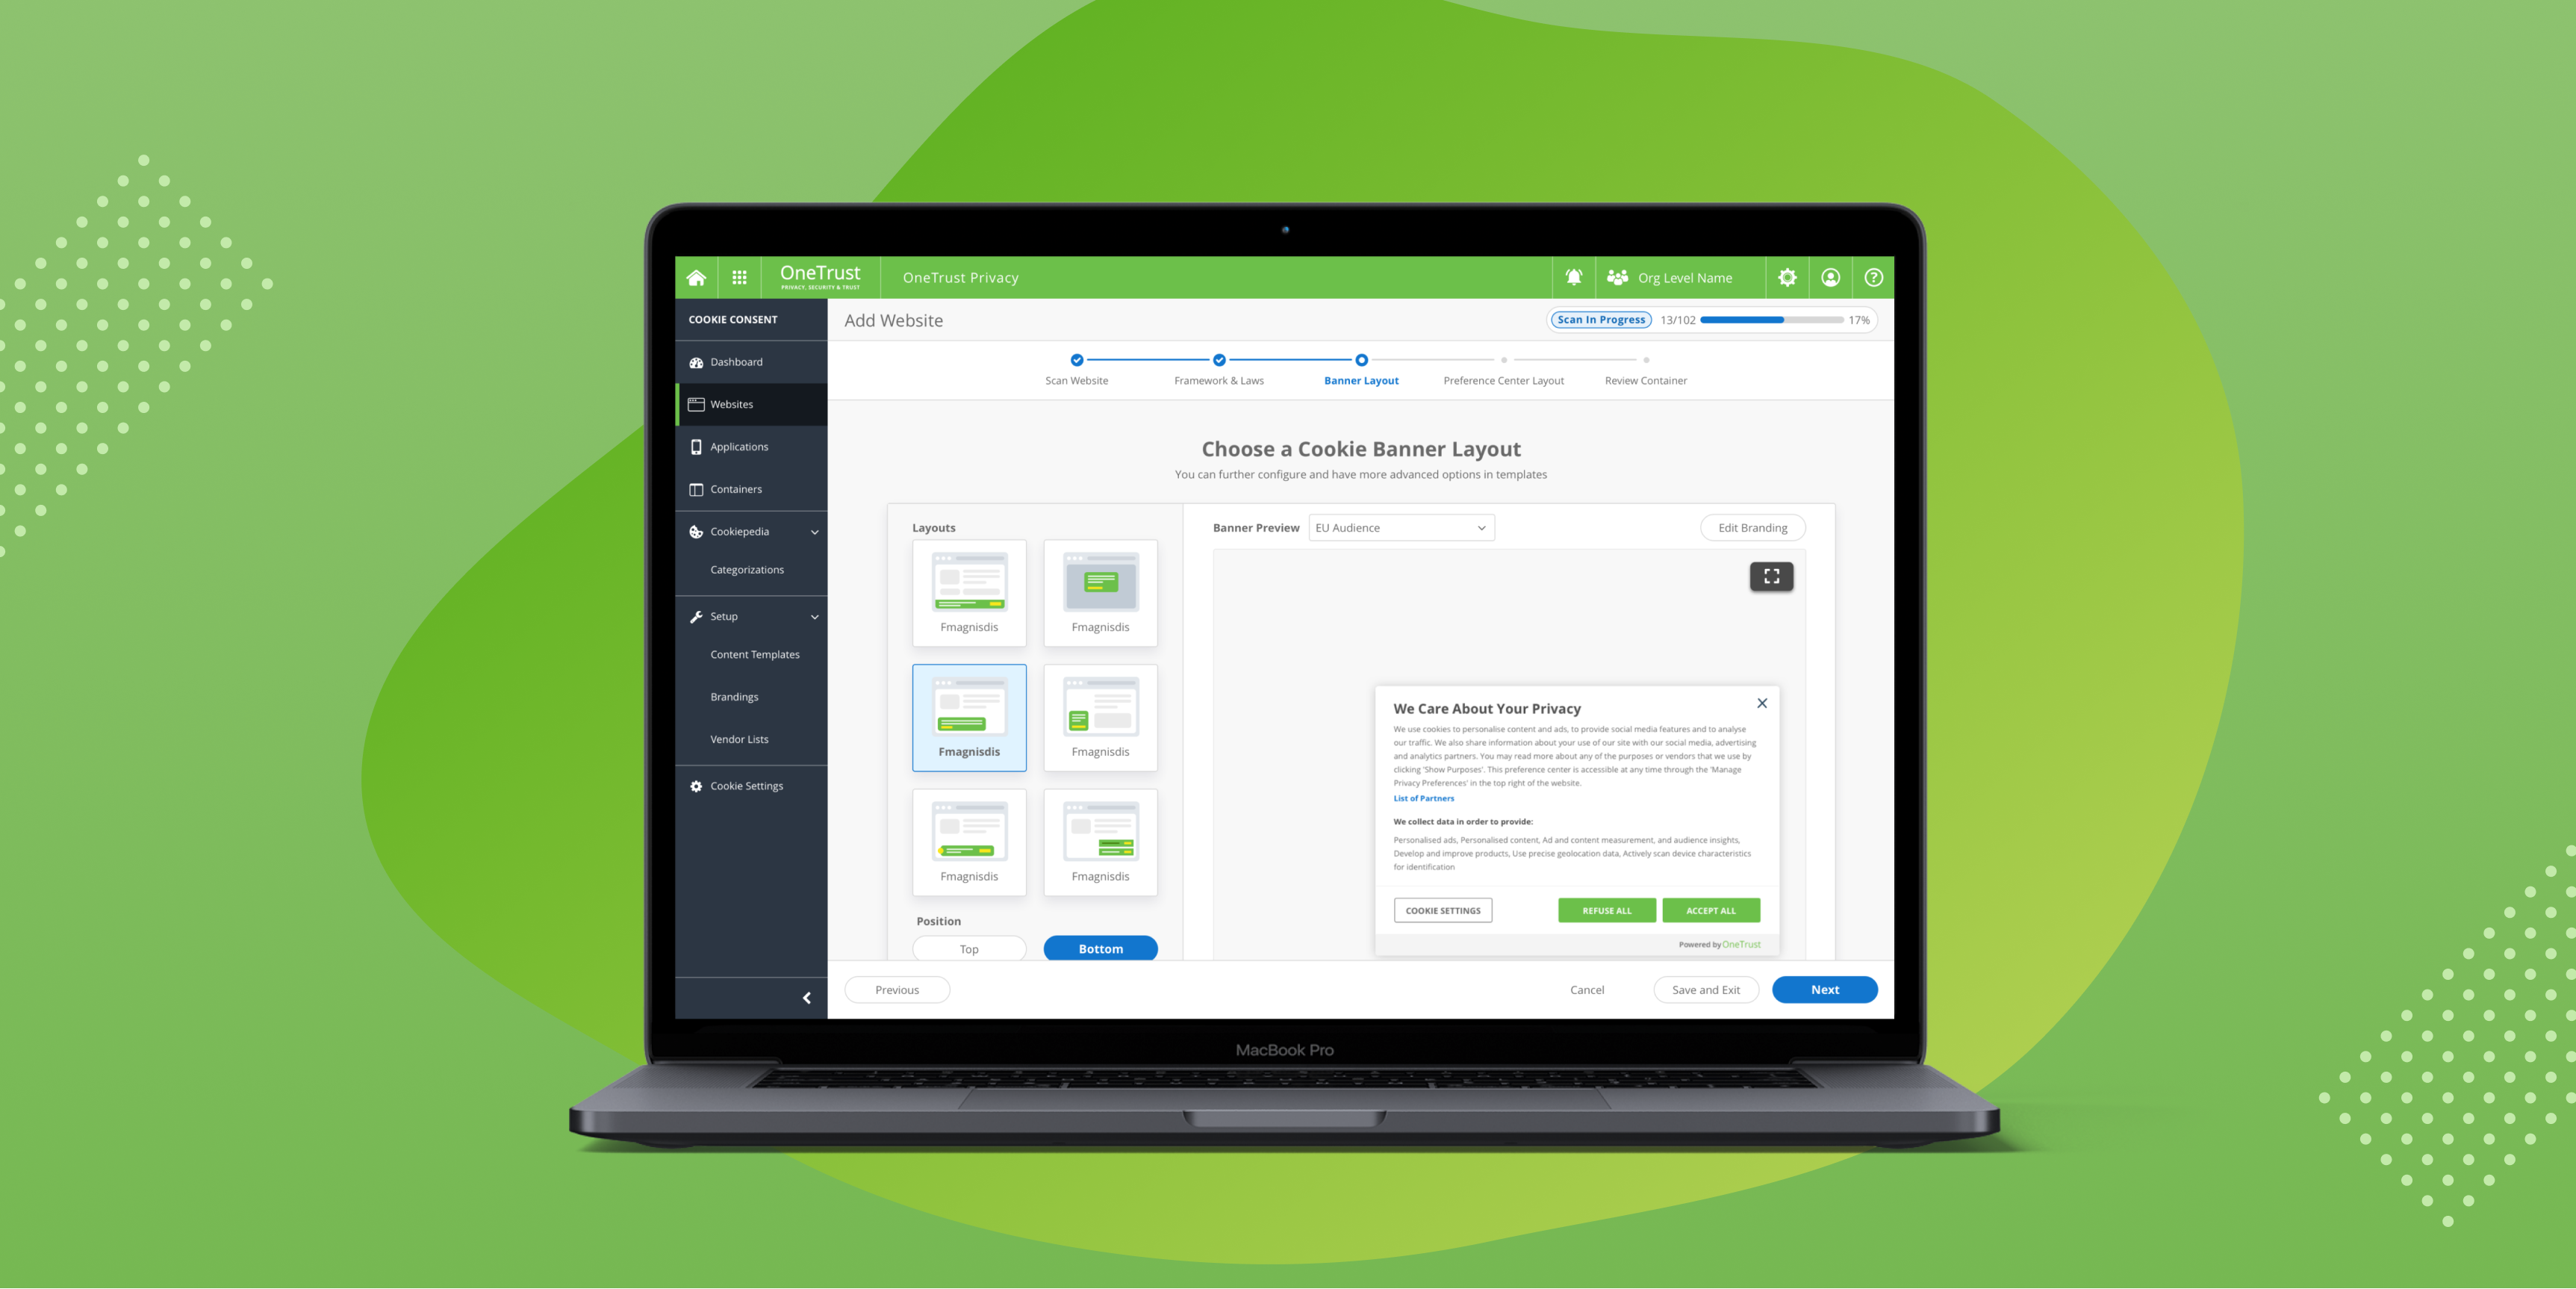 OneTrust
PRIVACY, SECURITY & TRUST
OneTrust Privacy
Org Level Name
COOKIE CONSENT
Dashboard
Websites
Applications
Containers
Cookiepedia
Categorizations
Setup
Content Templates
Brandings
Vendor Lists
Cookie Settings
Add Website
Scan In Progress 13/102 17%
Scan Website
Framework & Laws
Banner Layout
Preference Center Layout
Review Container
Choose a Cookie Banner Layout
You can further configure and have more advanced options in templates
Layouts
Fmagnisdis
Fmagnisdis
Fmagnisdis
Fmagnisdis
Fmagnisdis
Fmagnisdis
Position
Top
Bottom
Banner Preview
EU Audience
Edit Branding
We Care About Your Privacy
We use cookies to personalise content and ads, to provide social media features and to analyse
our traffic. We also share information about your use of our site with our social media, advertising
and analytics partners. You may read more about any of the purposes or vendors that we use by
clicking 'Show Purposes'. This preference center is accessible at any time through the 'Manage
Privacy Preferences' in the top right of the website.
List of Partners
We collect data in order to provide:
Personalised ads, Personalised content, Ad and content measurement, and audience insights,
Develop and improve products, Use precise geolocation data, Actively scan device characteristics
for identification
COOKIE SETTINGS
REFUSE ALL
ACCEPT ALL
Powered by OneTrust
Previous
Cancel
Save and Exit
Next
MacBook Pro